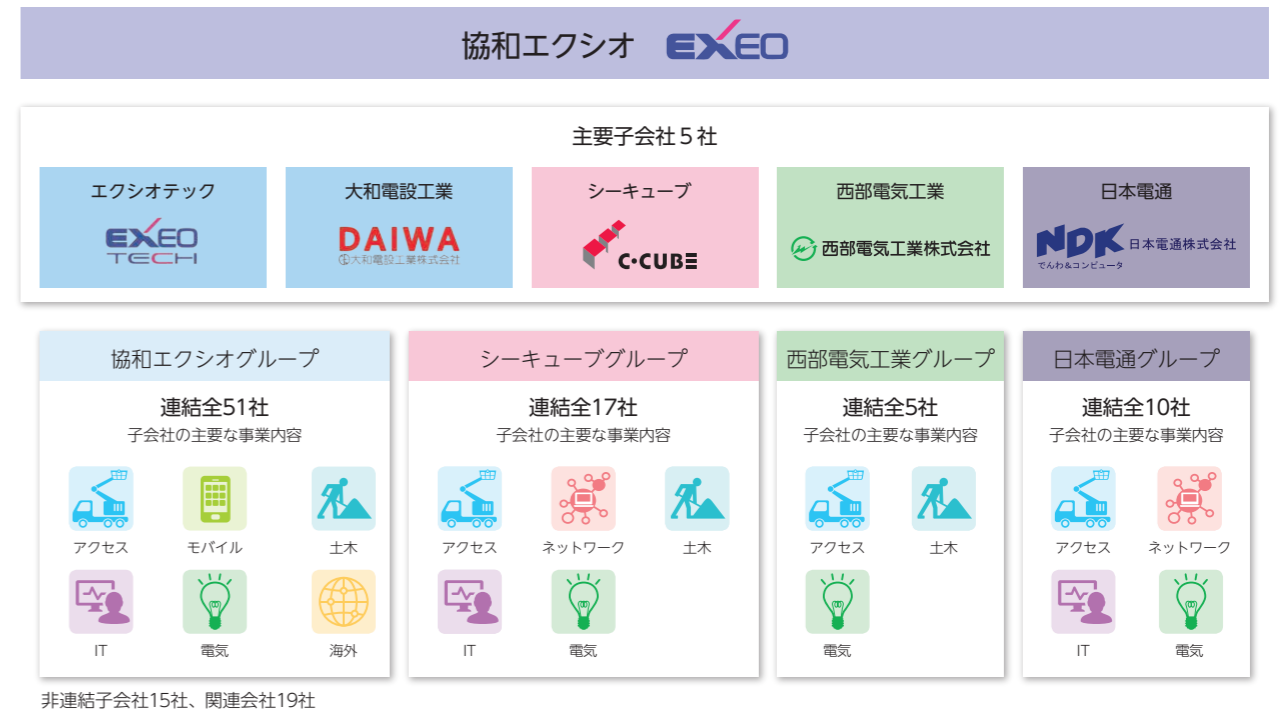 協和エクシオ EXEO
主要子会社5社
エクシオテック
EXEO
TECH
大和電設工業
DAIWA
大和電設工業株式会社
シーキューブ
C・CUBE
西部電気工業
西部電気工業株式会社
日本電通
NDK 日本電通株式会社
でんわ&コンピュータ
協和エクシオグループ
連結全51社
子会社の主要な事業内容
アクセス モバイル 土木
IT 電気 海外
シーキューブグループ
連結全17社
子会社の主要な事業内容
アクセス ネットワーク 土木
IT 電気
西部電気工業グループ
連結全5社
子会社の主要な事業内容
アクセス 土木
電気
日本電通グループ
連結全10社
子会社の主要な事業内容
アクセス ネットワーク
IT 電気
非連結子会社15社、関連会社19社